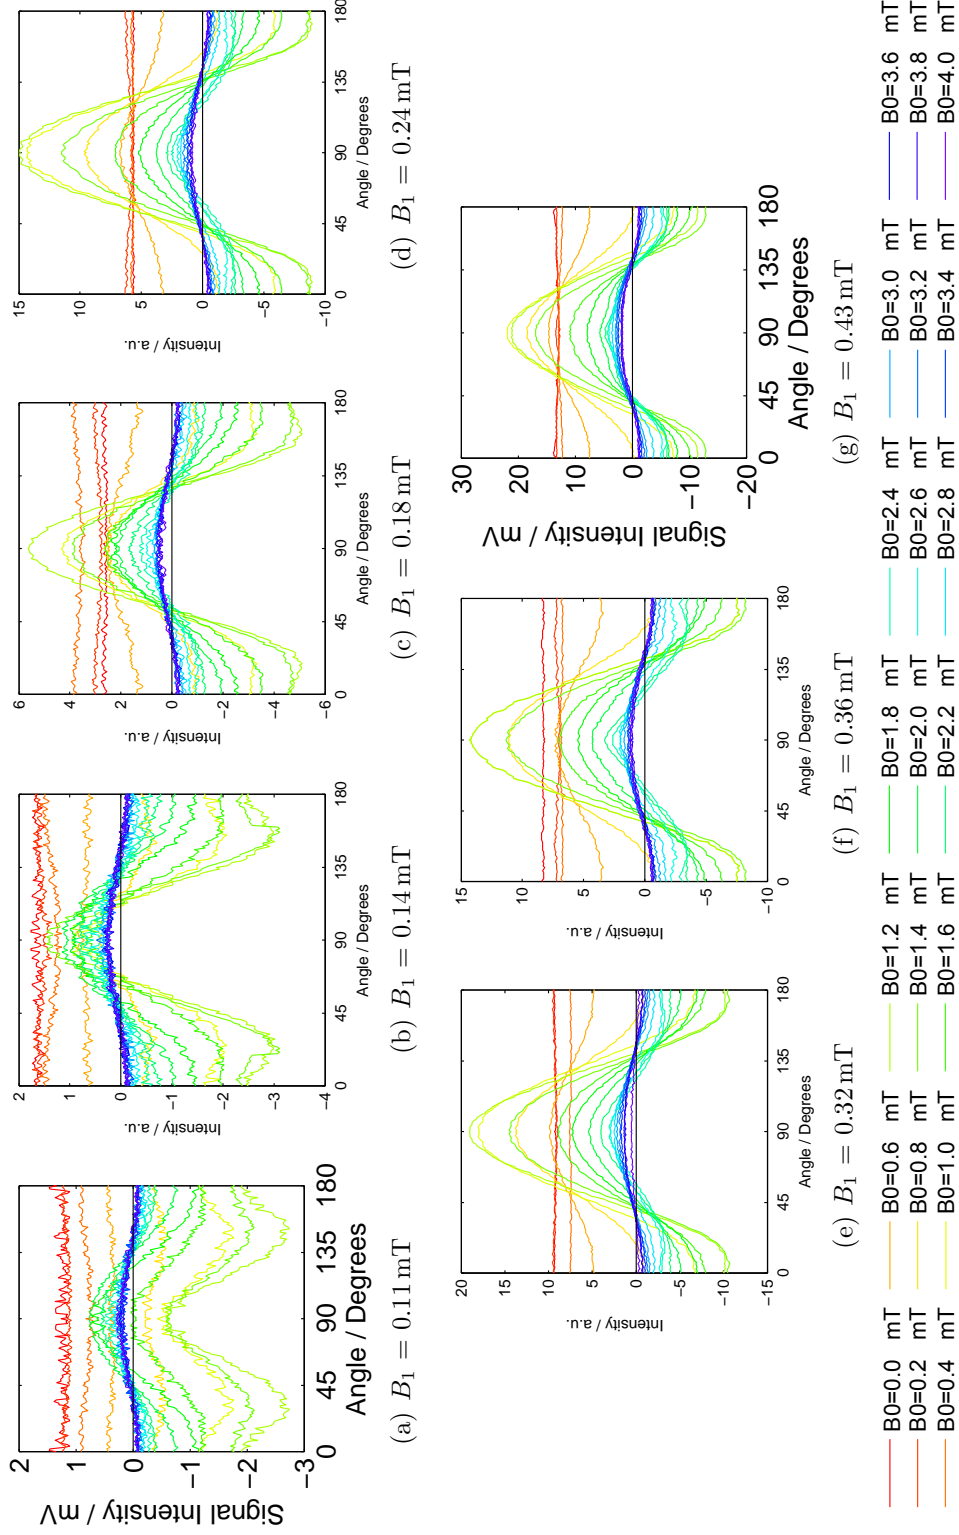 2
1
0
−1
−2
−3
Signal Intensity / mV
0 45 90 135 180
Angle / Degrees
(a) B₁ = 0.11 mT
2
1
0
−1
−2
−3
−4
Intensity / a.u.
0 45 90 135 180
Angle / Degrees
(b) B₁ = 0.14 mT
6
4
2
0
−2
−4
−6
Intensity / a.u.
0 45 90 135 180
Angle / Degrees
(c) B₁ = 0.18 mT
15
10
5
0
−5
−10
Intensity / a.u.
0 45 90 135 180
Angle / Degrees
(d) B₁ = 0.24 mT
20
15
10
5
0
−5
−10
−15
Intensity / a.u.
0 45 90 135 180
Angle / Degrees
(e) B₁ = 0.32 mT
15
10
5
0
−5
−10
Intensity / a.u.
0 45 90 135 180
Angle / Degrees
(f) B₁ = 0.36 mT
30
20
10
0
−10
−20
Signal Intensity / mV
0 45 90 135 180
Angle / Degrees
(g) B₁ = 0.43 mT
B0=0.0 mT B0=0.6 mT B0=1.2 mT B0=1.8 mT B0=2.4 mT B0=3.0 mT B0=3.6 mT
B0=0.2 mT B0=0.8 mT B0=1.4 mT B0=2.0 mT B0=2.6 mT B0=3.2 mT B0=3.8 mT
B0=0.4 mT B0=1.0 mT B0=1.6 mT B0=2.2 mT B0=2.8 mT B0=3.4 mT B0=4.0 mT